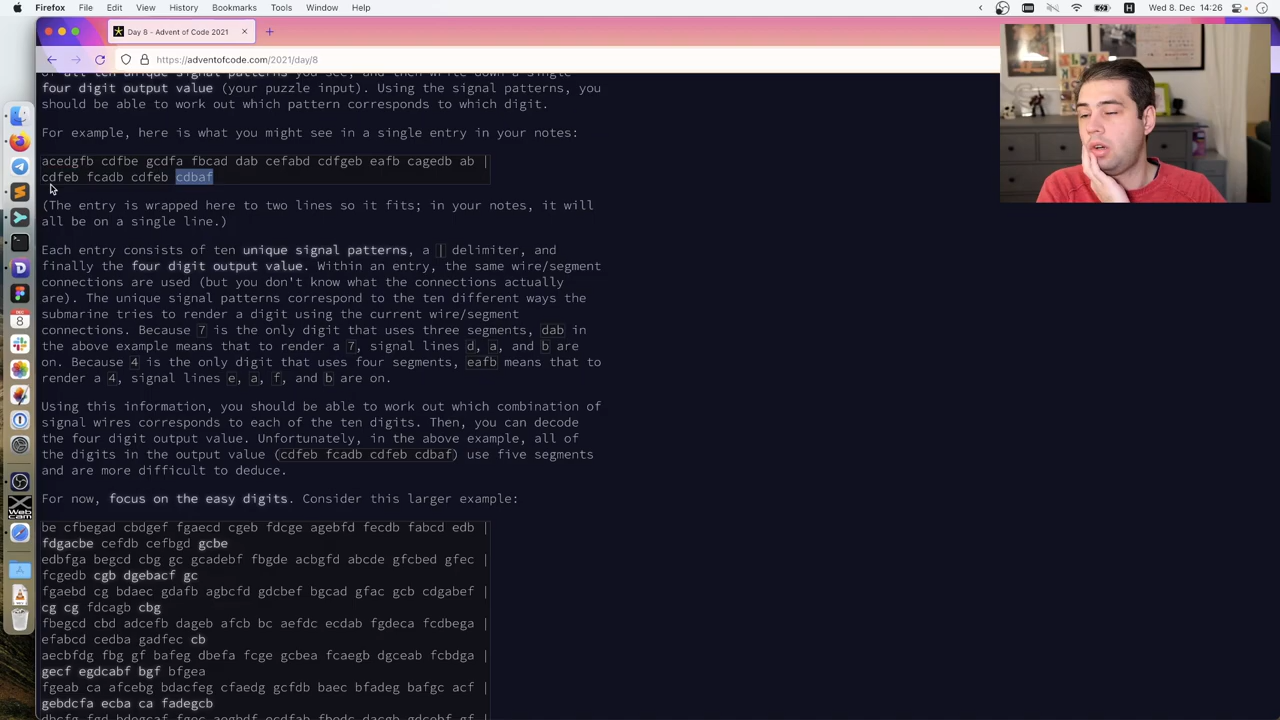 Firefox File Edit View History Bookmarks Tools Window Help
Wed 8. Dec 14:26
Day 8 - Advent of Code 2021
https://adventofcode.com/2021/day/8
of all ten unique signal patterns you see, and then write down a single
four digit output value (your puzzle input). Using the signal patterns, you
should be able to work out which pattern corresponds to which digit.
For example, here is what you might see in a single entry in your notes:
acedgfb cdfbe gcdfa fbcad dab cefabd cdfgeb eafb cagedb ab |
cdfeb fcadb cdfeb cdbaf
(The entry is wrapped here to two lines so it fits; in your notes, it will
all be on a single line.)
Each entry consists of ten unique signal patterns, a | delimiter, and
finally the four digit output value. Within an entry, the same wire/segment
connections are used (but you don't know what the connections actually
are). The unique signal patterns correspond to the ten different ways the
submarine tries to render a digit using the current wire/segment
connections. Because 7 is the only digit that uses three segments, dab in
the above example means that to render a 7, signal lines d, a, and b are
on. Because 4 is the only digit that uses four segments, eafb means that to
render a 4, signal lines e, a, f, and b are on.
Using this information, you should be able to work out which combination of
signal wires corresponds to each of the ten digits. Then, you can decode
the four digit output value. Unfortunately, in the above example, all of
the digits in the output value (cdfeb fcadb cdfeb cdbaf) use five segments
and are more difficult to deduce.
For now, focus on the easy digits. Consider this larger example:
be cfbegad cbdgef fgaecd cgeb fdcge agebfd fecdb fabcd edb |
fdgacbe cefdb cefbgd gcbe
edbfga begcd cbg gc gcadebf fbgde acbgfd abcde gfcbed gfec |
fcgedb cgb dgebacf gc
fgaebd cg bdaec gdafb agbcfd gdcbef bgcad gfac gcb cdgabef |
cg cg fdcagb cbg
fbegcd cbd adcefb dageb afcb bc aefdc ecdab fgdeca fcdbega |
efabcd cedba gadfec cb
aecbfdg fbg gf bafeg dbefa fcge gcbea fcaegb dgceab fcbdga |
gecf egdcabf bgf bfgea
fgeab ca afcebg bdacfeg cfaedg gcfdb baec bfadeg bafgc acf |
gebdcfa ecba ca fadegcb